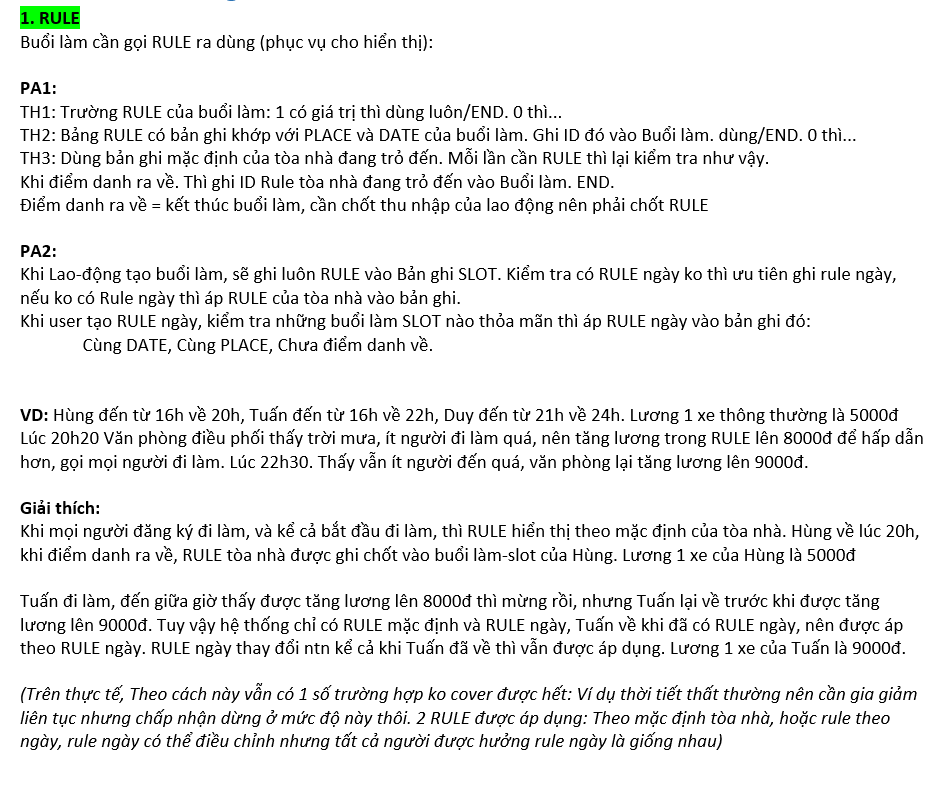 1. RULE
Buổi làm cần gọi RULE ra dùng (phục vụ cho hiển thị):
PA1:
TH1: Trường RULE của buổi làm: 1 có giá trị thì dùng luôn/END. 0 thì...
TH2: Bảng RULE có bản ghi khớp với PLACE và DATE của buổi làm. Ghi ID đó vào Buổi làm. dùng/END. 0 thì...
TH3: Dùng bản ghi mặc định của tòa nhà đang trỏ đến. Mỗi lần cần RULE thì lại kiểm tra như vậy.
Khi điểm danh ra về. Thì ghi ID Rule tòa nhà đang trỏ đến vào Buổi làm. END.
Điểm danh ra về = kết thúc buổi làm, cần chốt thu nhập của lao động nên phải chốt RULE
PA2:
Khi Lao-động tạo buổi làm, sẽ ghi luôn RULE vào Bản ghi SLOT. Kiểm tra có RULE ngày ko thì ưu tiên ghi rule ngày,
nếu ko có Rule ngày thì áp RULE của tòa nhà vào bản ghi.
Khi user tạo RULE ngày, kiểm tra những buổi làm SLOT nào thỏa mãn thì áp RULE ngày vào bản ghi đó:
Cùng DATE, Cùng PLACE, Chưa điểm danh về.
VD: Hùng đến từ 16h về 20h, Tuấn đến từ 16h về 22h, Duy đến từ 21h về 24h. Lương 1 xe thông thường là 5000đ
Lúc 20h20 Văn phòng điều phối thấy trời mưa, ít người đi làm quá, nên tăng lương trong RULE lên 8000đ để hấp dẫn
hơn, gọi mọi người đi làm. Lúc 22h30. Thấy vẫn ít người đến quá, văn phòng lại tăng lương lên 9000đ.
Giải thích:
Khi mọi người đăng ký đi làm, và kể cả bắt đầu đi làm, thì RULE hiển thị theo mặc định của tòa nhà. Hùng về lúc 20h,
khi điểm danh ra về, RULE tòa nhà được ghi chốt vào buổi làm-slot của Hùng. Lương 1 xe của Hùng là 5000đ
Tuấn đi làm, đến giữa giờ thấy được tăng lương lên 8000đ thì mừng rồi, nhưng Tuấn lại về trước khi được tăng
lương lên 9000đ. Tuy vậy hệ thống chỉ có RULE mặc định và RULE ngày, Tuấn về khi đã có RULE ngày, nên được áp
theo RULE ngày. RULE ngày thay đổi ntn kể cả khi Tuấn đã về thì vẫn được áp dụng. Lương 1 xe của Tuấn là 9000đ.
(Trên thực tế, Theo cách này vẫn có 1 số trường hợp ko cover được hết: Ví dụ thời tiết thất thường nên cần gia giảm
liên tục nhưng chấp nhận dừng ở mức độ này thôi. 2 RULE được áp dụng: Theo mặc định tòa nhà, hoặc rule theo
ngày, rule ngày có thể điều chỉnh nhưng tất cả người được hưởng rule ngày là giống nhau)